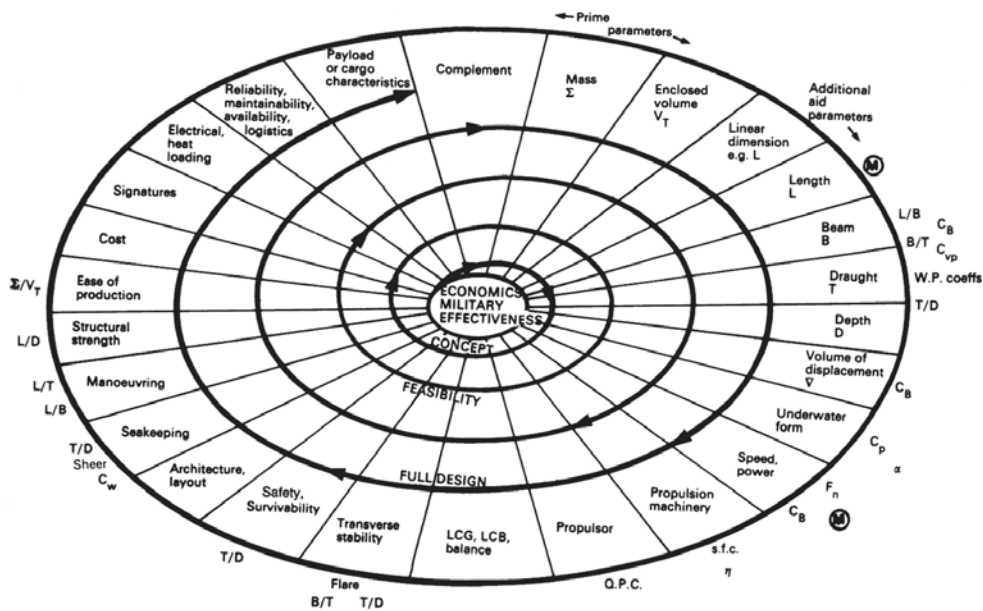 Prime
parameters
Additional
aid
parameters
M
Payload
or cargo
characteristics
Complement
Mass
Σ
Enclosed
volume
V_T
Linear
dimension
e.g. L
Length
L
L/B
C_B
Beam
B
B/T
C_vp
Draught
T
W.P. coeffs
T/D
Depth
D
Volume of
displacement
∇
C_B
Underwater
form
C_p
α
Speed,
power
F_n
C_B
M
Propulsion
machinery
s.f.c.
η
Propulsor
Q.P.C.
LCG, LCB,
balance
Transverse
stability
Flare
B/T T/D
Safety,
Survivability
T/D
Architecture,
layout
Seakeeping
T/D
Sheer
C_w
Manoeuvring
L/T
L/B
Structural
strength
L/D
Ease of
production
Σ/V_T
Cost
Signatures
Electrical,
heat
loading
Reliability,
maintainability,
availability,
logistics
ECONOMICS
MILITARY
EFFECTIVENESS
CONCEPT
FEASIBILITY
FULL DESIGN